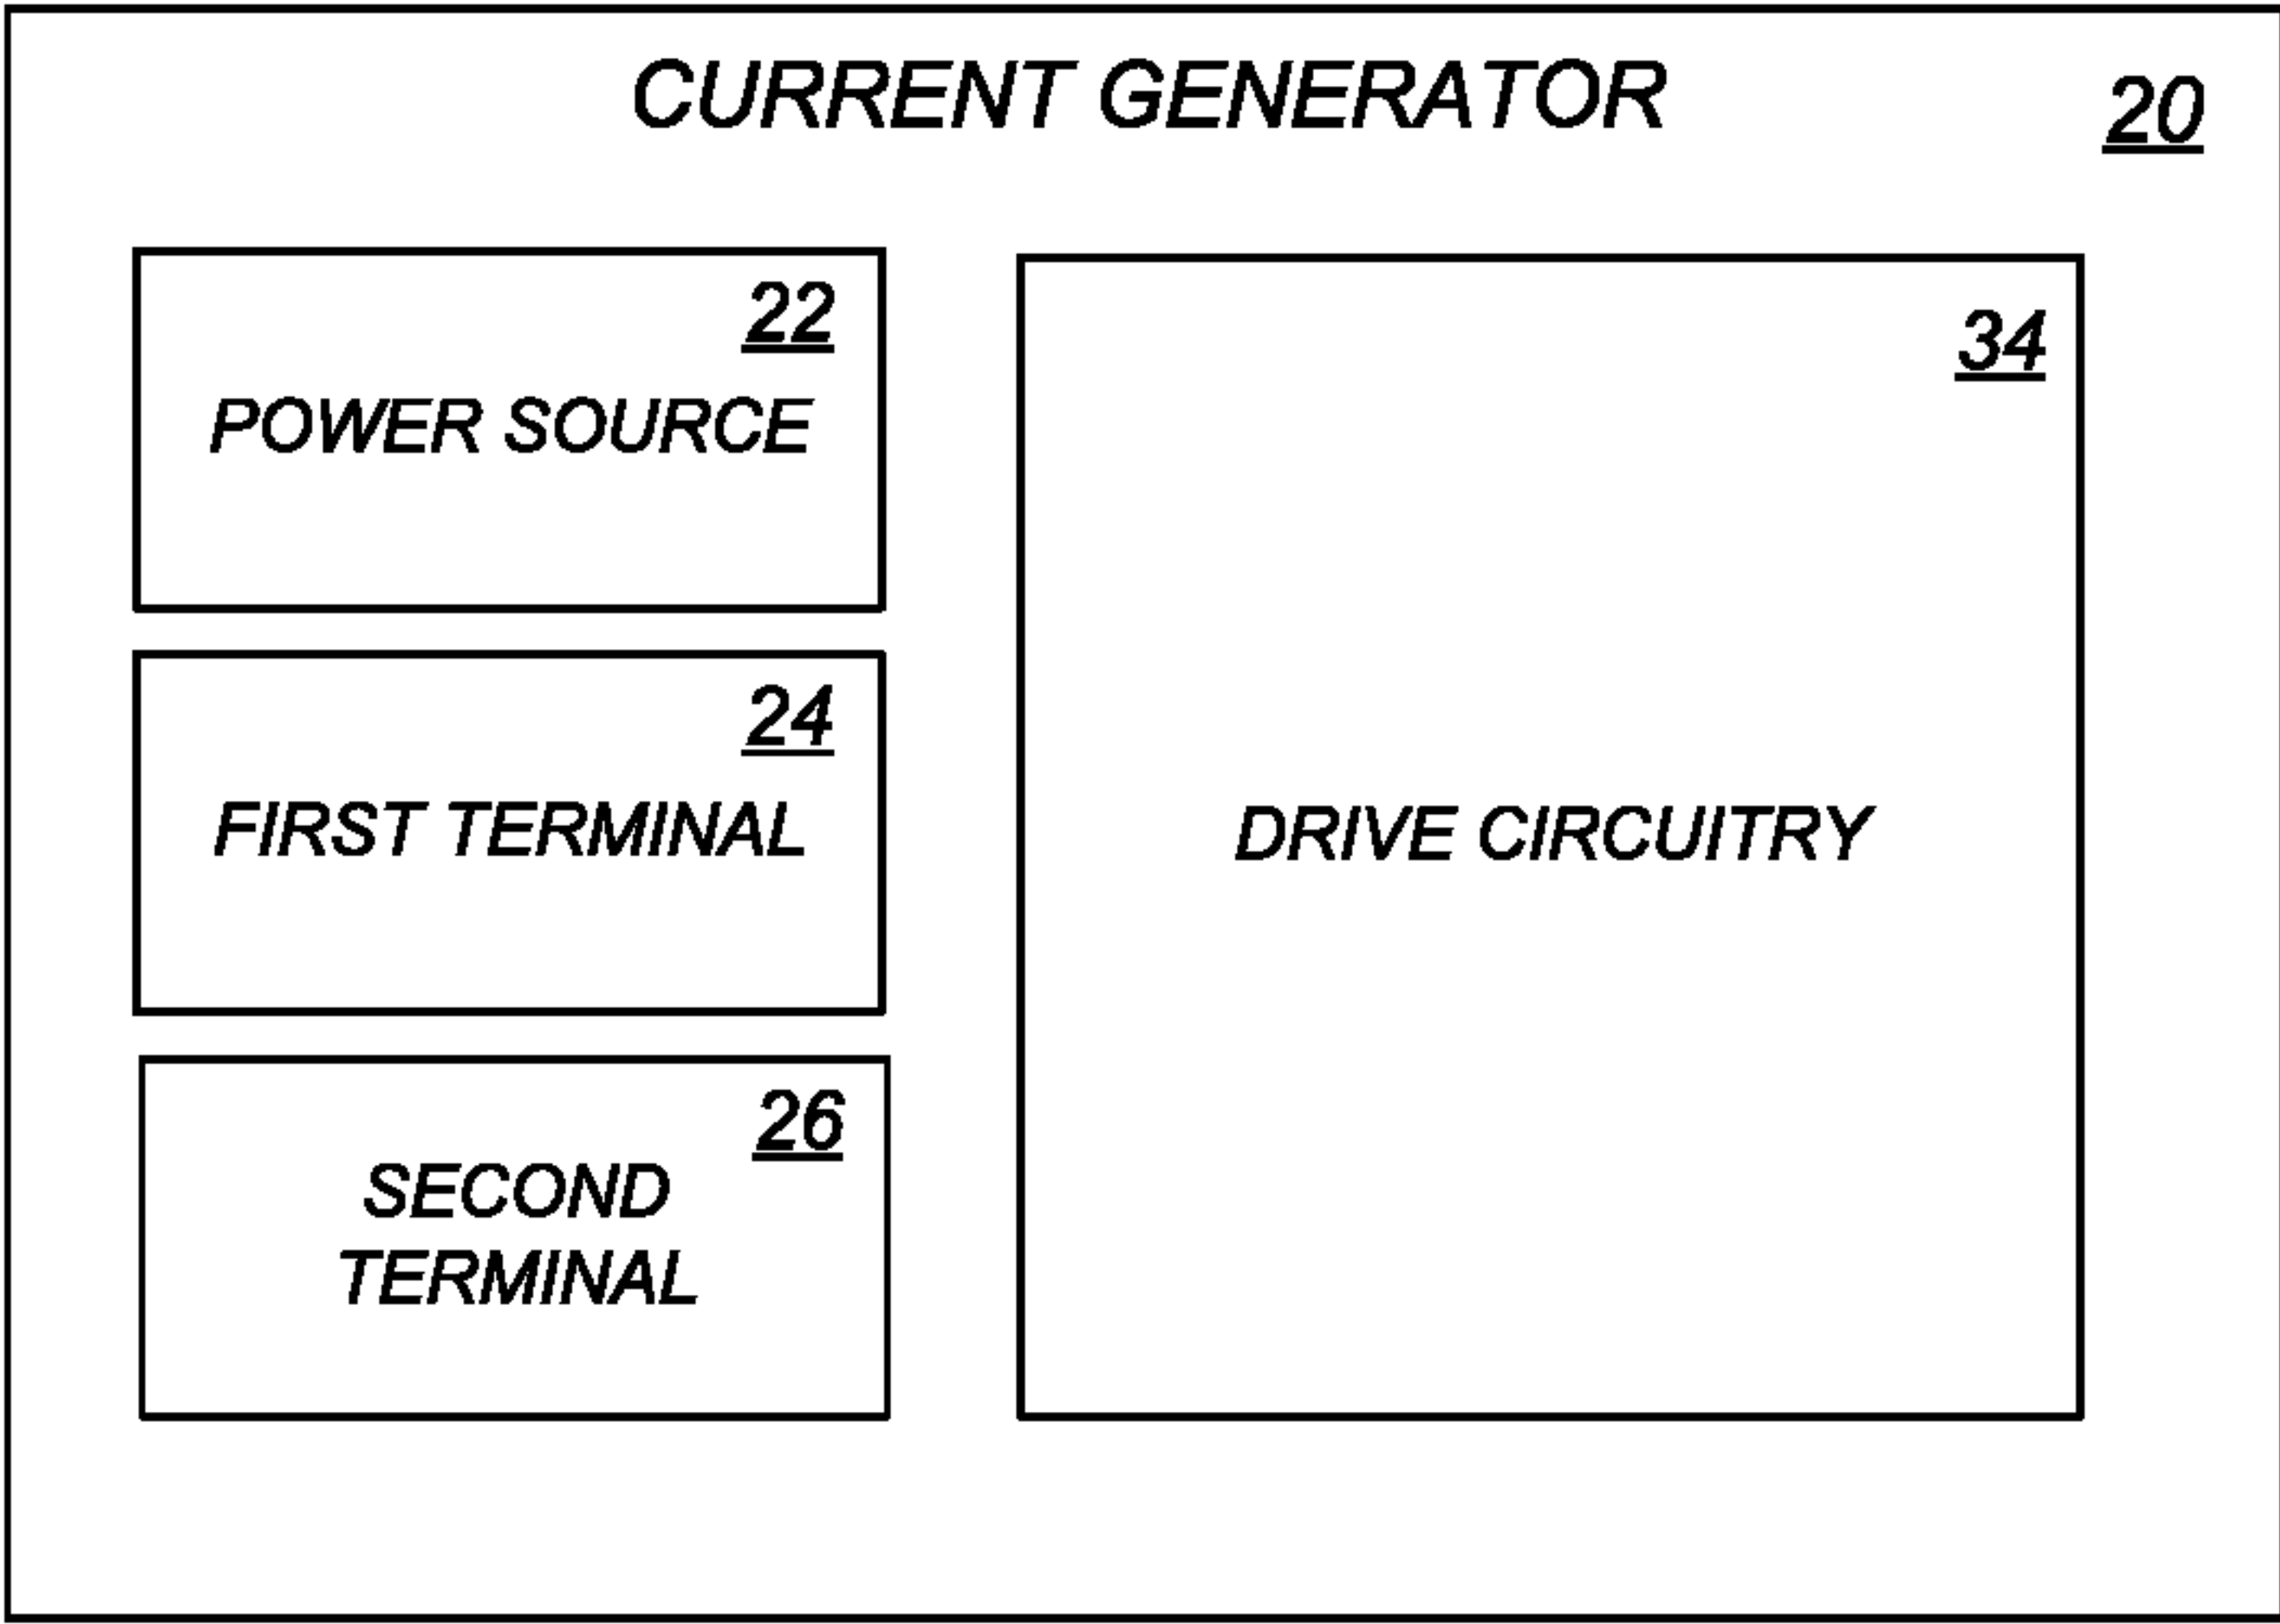 CURRENT GENERATOR
20
22
POWER SOURCE
24
FIRST TERMINAL
26
SECOND
TERMINAL
34
DRIVE CIRCUITRY